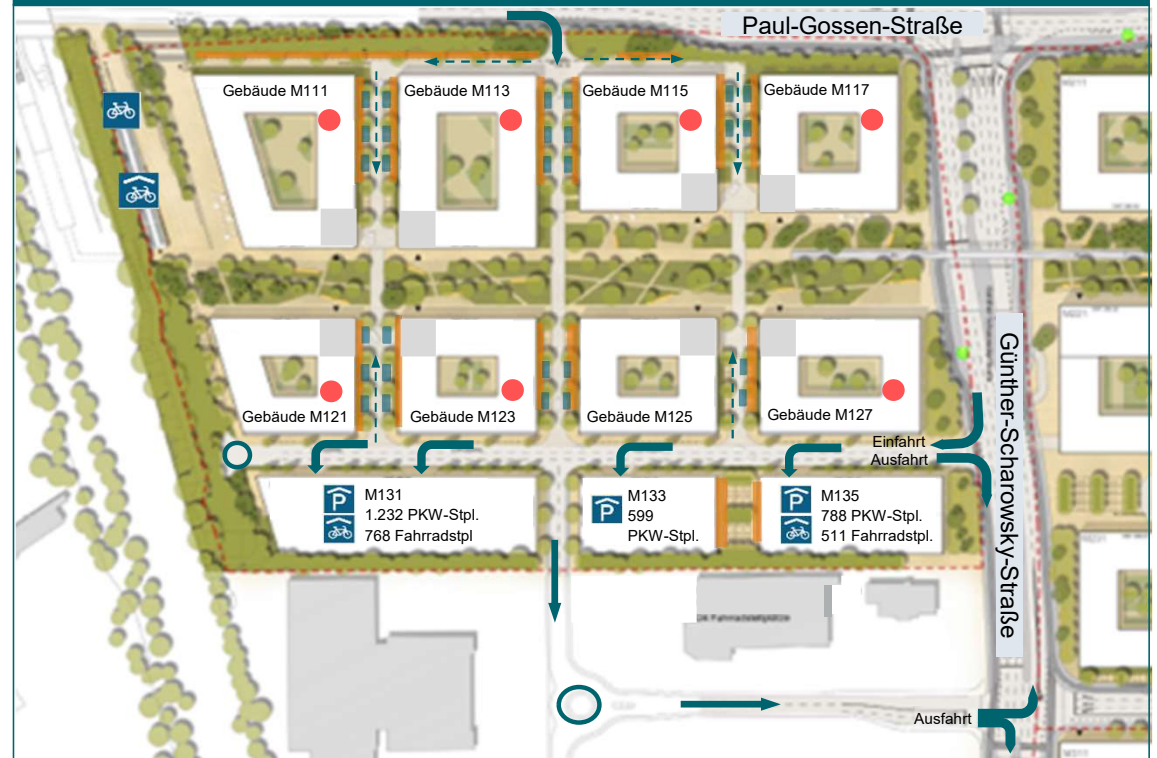 Paul-Gossen-Straße
Gebäude M111
Gebäude M113
Gebäude M115
Gebäude M117
Günther-Scharowsky-Straße
Gebäude M121
Gebäude M123
Gebäude M125
Gebäude M127
Einfahrt
Ausfahrt
P
M131
1.232 PKW-Stpl.
768 Fahrradstpl
P
M133
599
PKW-Stpl.
P
M135
788 PKW-Stpl.
511 Fahrradstpl.
Fahrradstellplätze
Ausfahrt